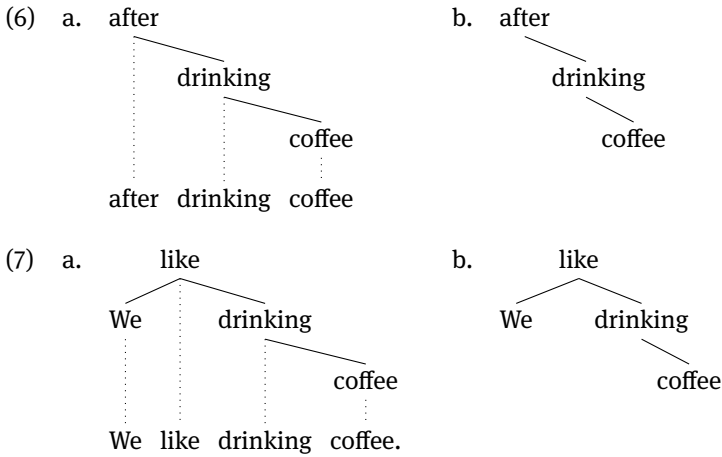 (6) a. after b. after
drinking drinking
coffee coffee
after drinking coffee
(7) a. like b. like
We drinking We drinking
coffee coffee
We like drinking coffee.